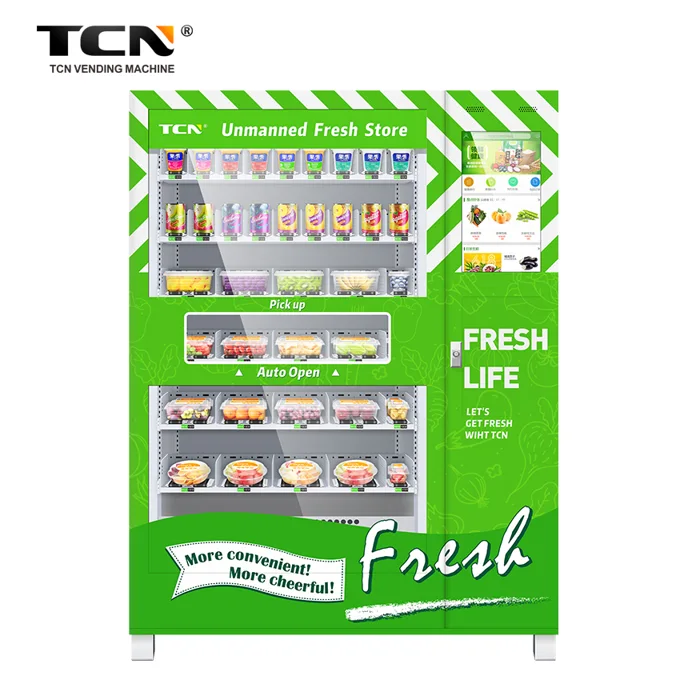 TCN®
TCN VENDING MACHINE
TCN Unmanned Fresh Store
Pick up
Auto Open
FRESH
LIFE
LET'S
GET FRESH
WIHT TCN
More convenient!
More cheerful!
Fresh